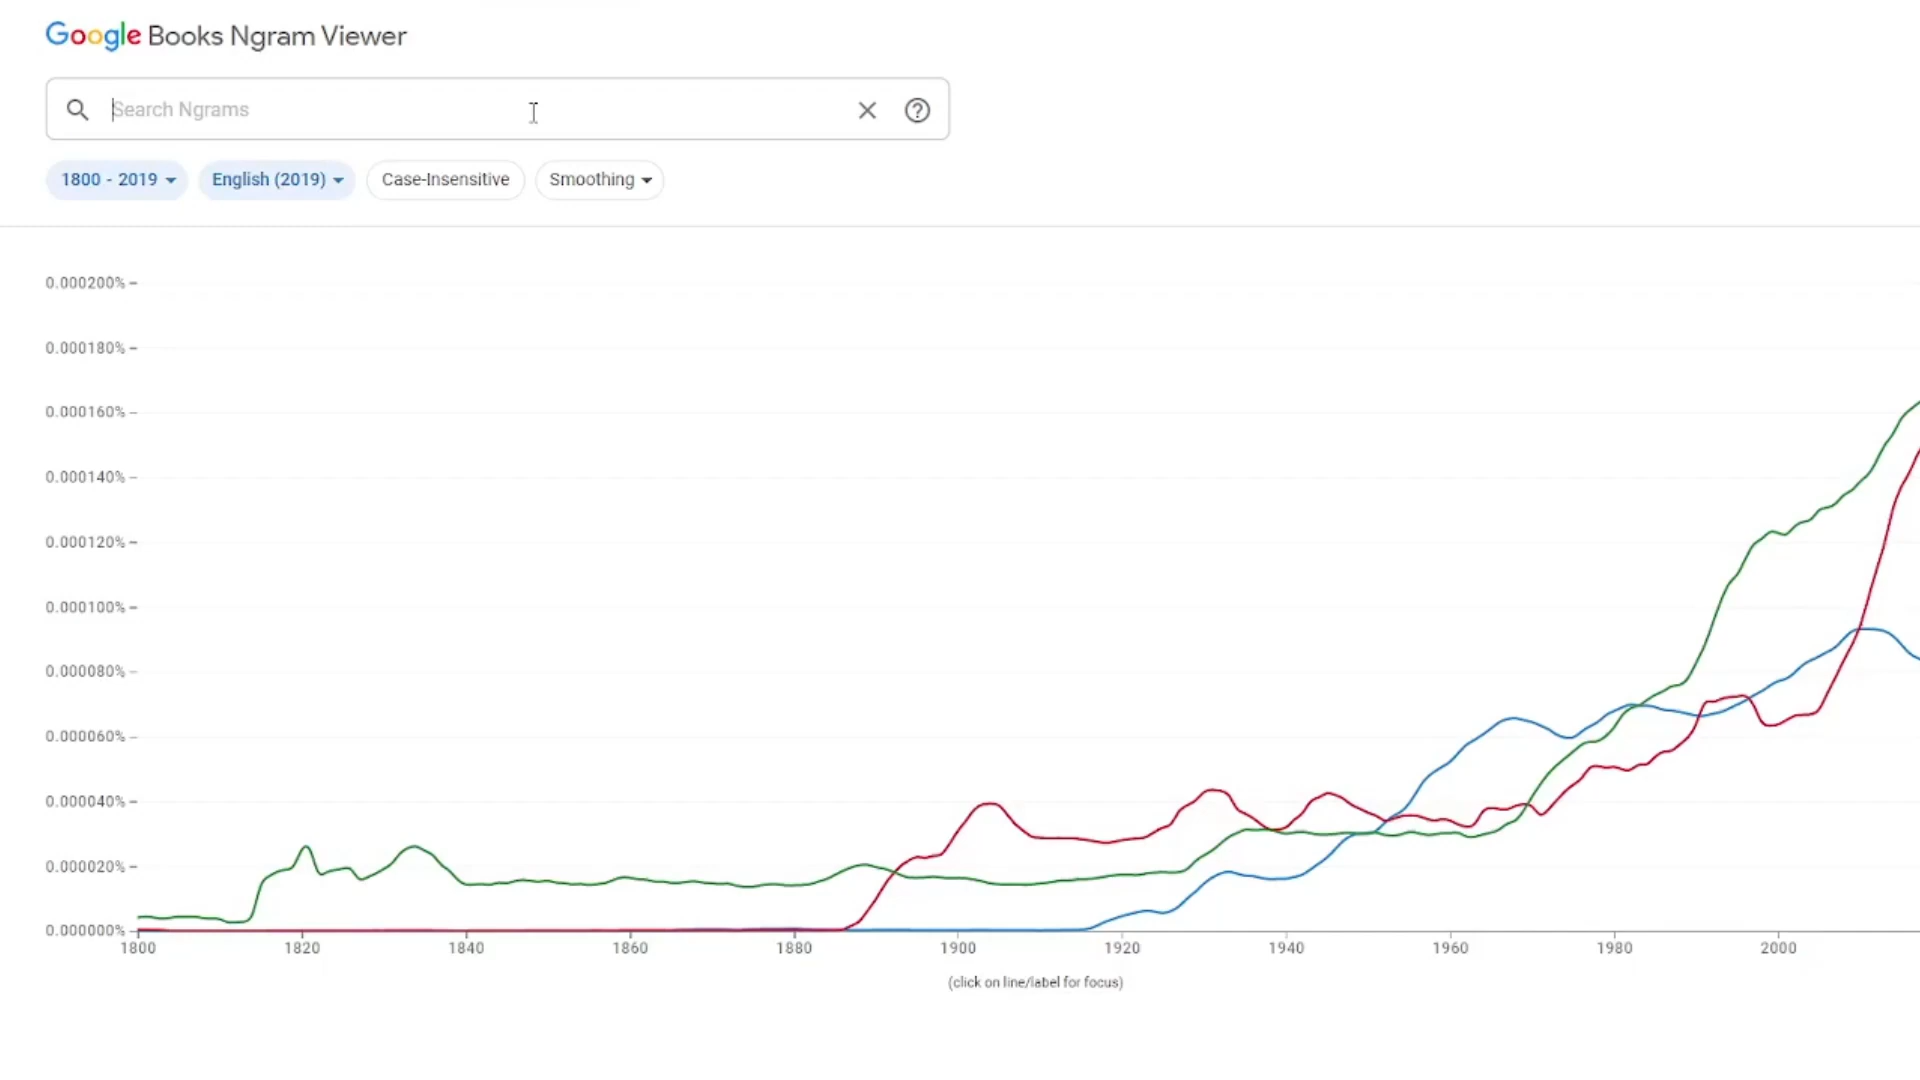 Google Books Ngram Viewer
Search Ngrams
1800 - 2019 English (2019) Case-Insensitive Smoothing
0.000200%
0.000180%
0.000160%
0.000140%
0.000120%
0.000100%
0.000080%
0.000060%
0.000040%
0.000020%
0.000000%
1800 1820 1840 1860 1880 1900 1920 1940 1960 1980 2000
(click on line/label for focus)